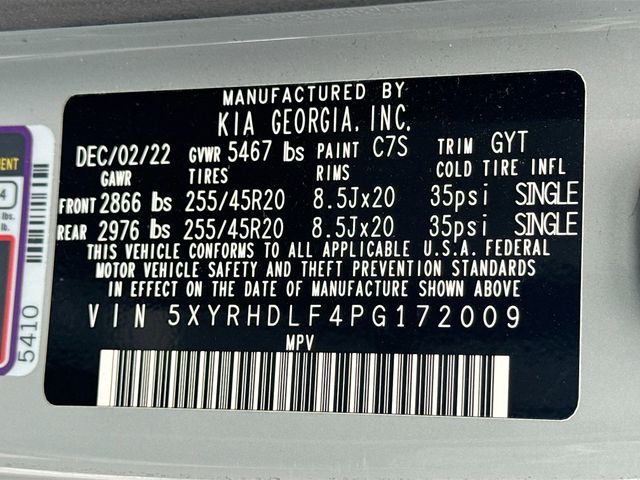 MANUFACTURED BY
KIA GEORGIA, INC.
DEC/02/22 GVWR 5467 lbs PAINT C7S TRIM GYT
GAWR TIRES RIMS COLD TIRE INFL
FRONT 2866 lbs 255/45R20 8.5Jx20 35psi SINGLE
REAR 2976 lbs 255/45R20 8.5Jx20 35psi SINGLE
THIS VEHICLE CONFORMS TO ALL APPLICABLE U.S.A. FEDERAL
MOTOR VEHICLE SAFETY AND THEFT PREVENTION STANDARDS
IN EFFECT ON THE DATE OF MANUFACTURE SHOWN ABOVE
VIN 5XYRHDLF4PG172009
MPV
4
lbs.
lb.
5410